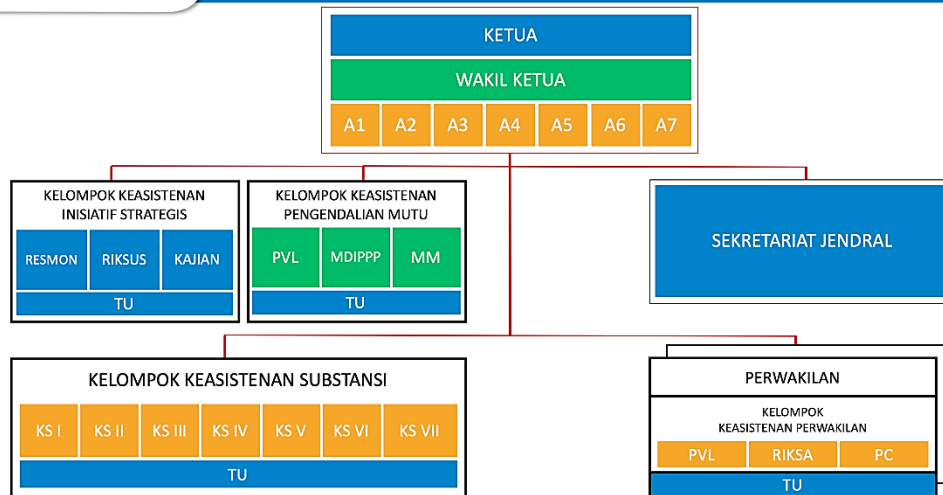 KETUA
WAKIL KETUA
A1 A2 A3 A4 A5 A6 A7
KELOMPOK KEASISTENAN
INISIATIF STRATEGIS
RESMON RIKSUS KAJIAN
TU
KELOMPOK KEASISTENAN
PENGENDALIAN MUTU
PVL MDIPPP MM
TU
SEKRETARIAT JENDRAL
KELOMPOK KEASISTENAN SUBSTANSI
KS I KS II KS III KS IV KS V KS VI KS VII
TU
PERWAKILAN
KELOMPOK
KEASISTENAN PERWAKILAN
PVL RIKSA PC
TU